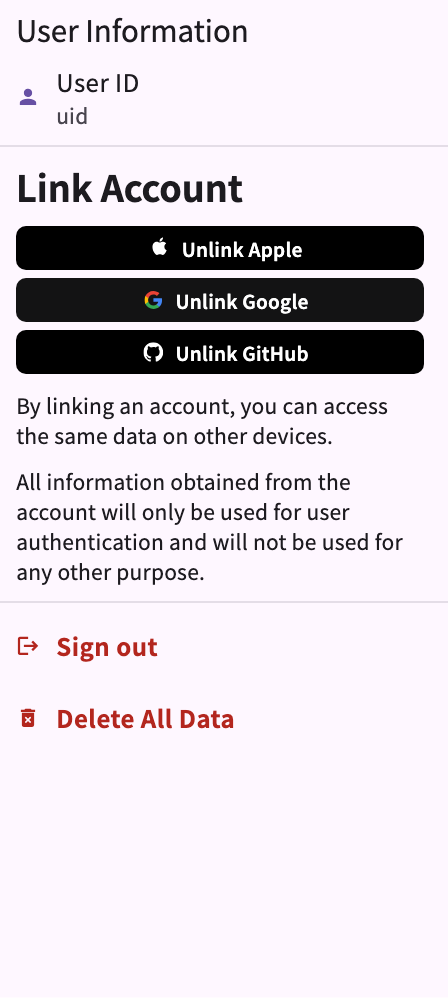 User Information
User ID
uid
Link Account
Unlink Apple
Unlink Google
Unlink GitHub
By linking an account, you can access
the same data on other devices.
All information obtained from the
account will only be used for user
authentication and will not be used for
any other purpose.
Sign out
Delete All Data